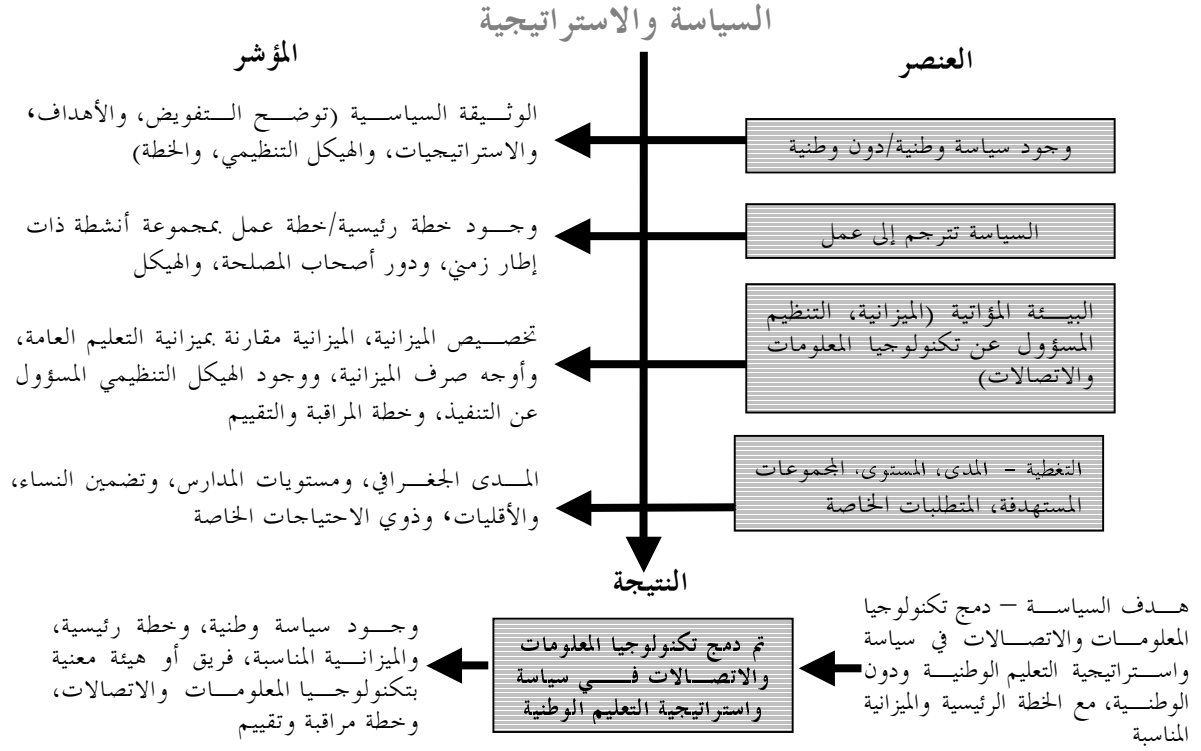 السياسة والاستراتيجية
العنصر
المؤشر
وجود سياسة وطنية/دون وطنية
الوثيقة السياسية (توضح التفويض، والأهداف،
والاستراتيجيات، والهيكل التنظيمي، والخطة)
السياسة تترجم إلى عمل
وجود خطة رئيسية/خطة عمل بمجموعة أنشطة ذات
إطار زمني، ودور أصحاب المصلحة، والهيكل
البيئة المؤاتية (الميزانية، التنظيم
المسؤول عن تكنولوجيا المعلومات
والاتصالات)
تخصيص الميزانية، الميزانية مقارنة بميزانية التعليم العامة،
وأوجه صرف الميزانية، ووجود الهيكل التنظيمي المسؤول
عن التنفيذ، وخطة المراقبة والتقييم
التغطية – المدى، المستوى، المجموعات
المستهدفة، المتطلبات الخاصة
المدى الجغرافي، ومستويات المدارس، وتضمين النساء،
والأقليات، وذوي الاحتياجات الخاصة
النتيجة
هدف السياسة – دمج تكنولوجيا
المعلومات والاتصالات في سياسة
واستراتيجية التعليم الوطنية ودون
الوطنية، مع الخطة الرئيسية والميزانية
المناسبة
تم دمج تكنولوجيا المعلومات
والاتصالات في سياسة
واستراتيجية التعليم الوطنية
وجود سياسة وطنية، وخطة رئيسية،
والميزانية المناسبة، فريق أو هيئة معنية
بتكنولوجيا المعلومات والاتصالات،
وخطة مراقبة وتقييم